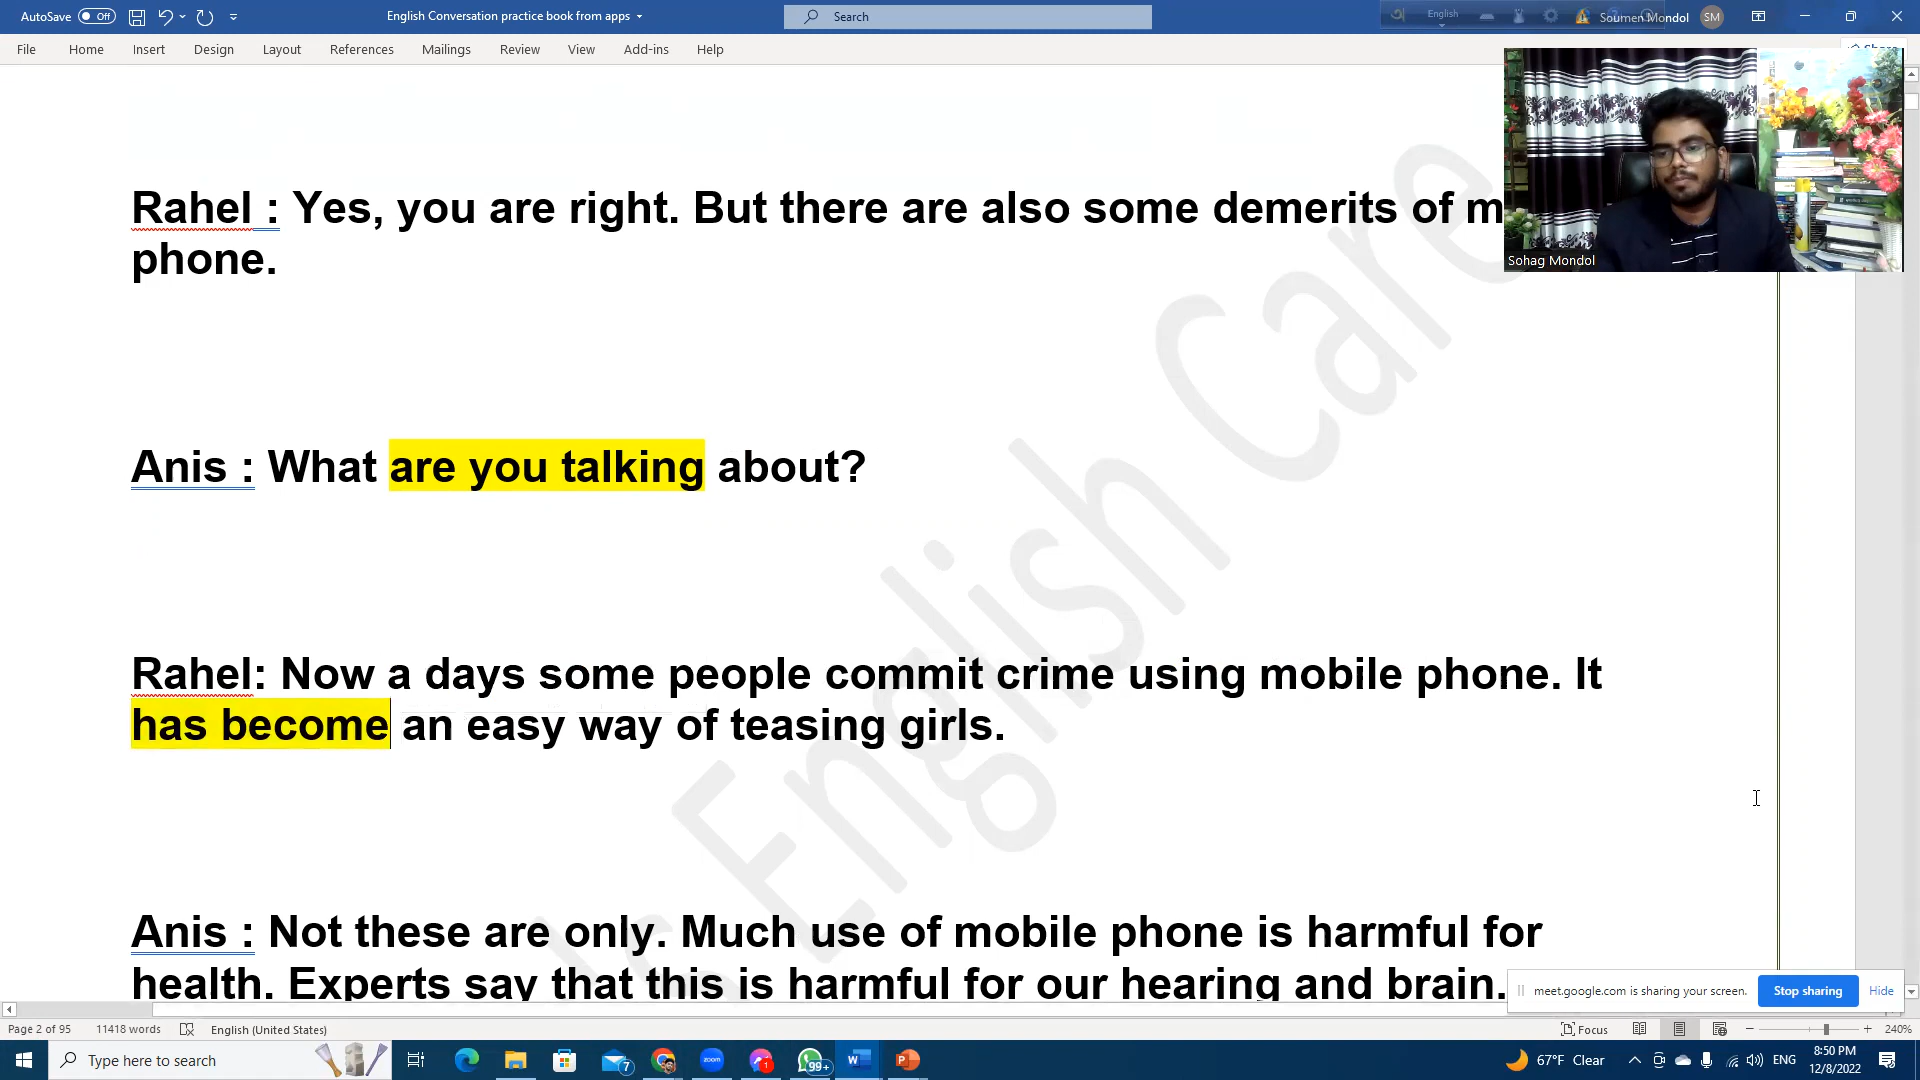 AutoSave Off English Conversation practice book from apps Search English Soumen Mondol SM
File Home Insert Design Layout References Mailings Review View Add-ins Help
Rahel : Yes, you are right. But there are also some demerits of m
phone.
Sohag Mondol
Anis : What are you talking about?
Rahel: Now a days some people commit crime using mobile phone. It
has become an easy way of teasing girls.
Anis : Not these are only. Much use of mobile phone is harmful for
health. Experts say that this is harmful for our hearing and brain.
English Care
meet.google.com is sharing your screen. Stop sharing Hide
Page 2 of 95 11418 words English (United States) Focus 240%
Type here to search 7 zoom 1 99+ 67°F Clear ENG 8:50 PM
12/8/2022